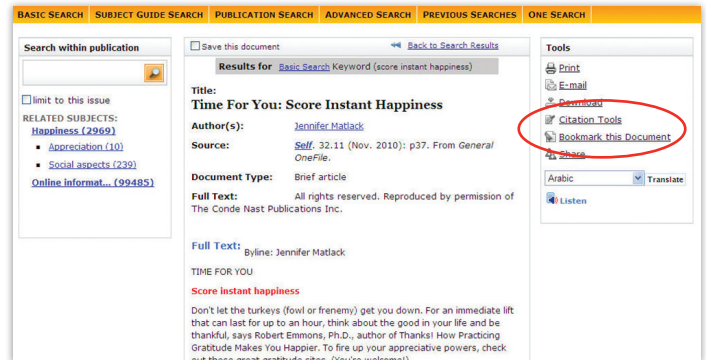 BASIC SEARCH SUBJECT GUIDE SEARCH PUBLICATION SEARCH ADVANCED SEARCH PREVIOUS SEARCHES ONE SEARCH
Search within publication
limit to this issue
RELATED SUBJECTS:
Happiness (2969)
Appreciation (10)
Social aspects (239)
Online informat... (99485)
Save this document
Back to Search Results
Results for Basic Search Keyword (score instant happiness)
Title:
Time For You: Score Instant Happiness
Author(s): Jennifer Matlack
Source: Self. 32.11 (Nov. 2010): p37. From General
OneFile.
Document Type: Brief article
Full Text: All rights reserved. Reproduced by permission of
The Conde Nast Publications Inc.
Full Text: Byline: Jennifer Matlack
TIME FOR YOU
Score instant happiness
Don't let the turkeys (fowl or frenemy) get you down. For an immediate lift
that can last for up to an hour, think about the good in your life and be
thankful, says Robert Emmons, Ph.D., author of Thanks! How Practicing
Gratitude Makes You Happier. To fire up your appreciative powers, check
out these great gratitude sites. (You're welcome!)
Tools
Print
E-mail
Download
Citation Tools
Bookmark this Document
Share
Arabic Translate
Listen